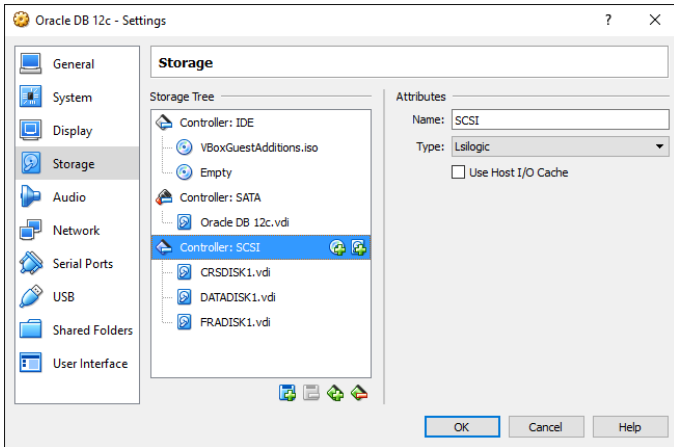 Oracle DB 12c - Settings
?
General
System
Display
Storage
Audio
Network
Serial Ports
USB
Shared Folders
User Interface
Storage
Storage Tree
Controller: IDE
VBoxGuestAdditions.iso
Empty
Controller: SATA
Oracle DB 12c.vdi
Controller: SCSI
CRSDISK1.vdi
DATADISK1.vdi
FRADISK1.vdi
Attributes
Name: SCSI
Type: Lsilogic
Use Host I/O Cache
OK Cancel Help